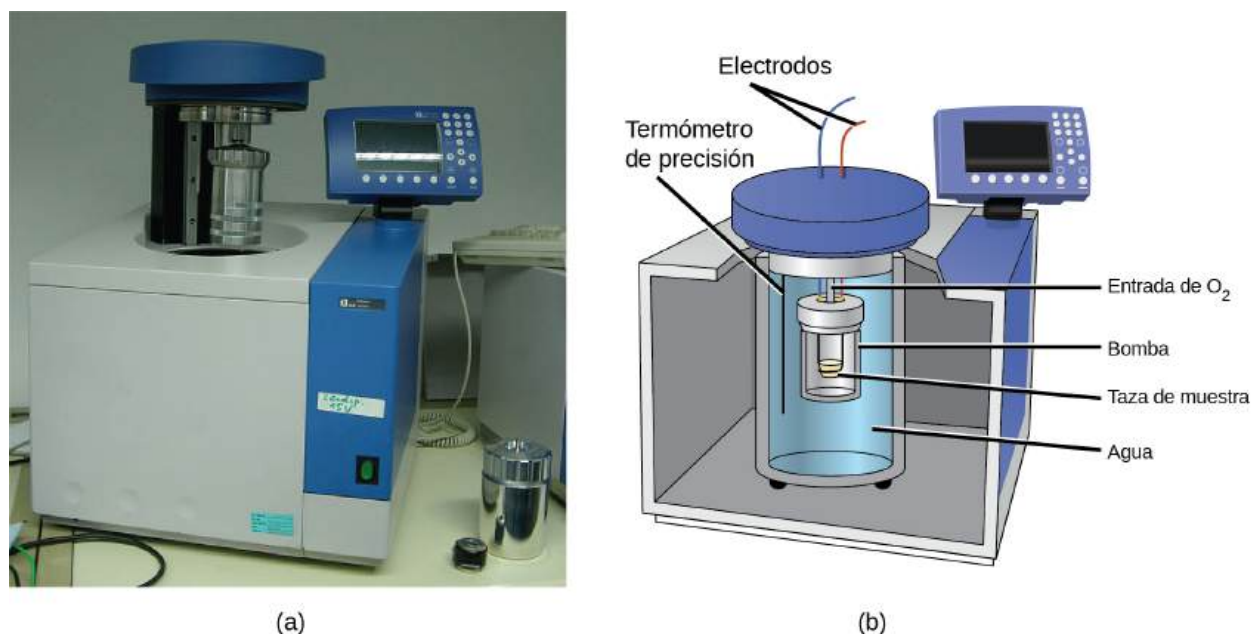 Electrodos
Termómetro
de precisión
Entrada de O₂
Bomba
Taza de muestra
Agua
(a)
(b)